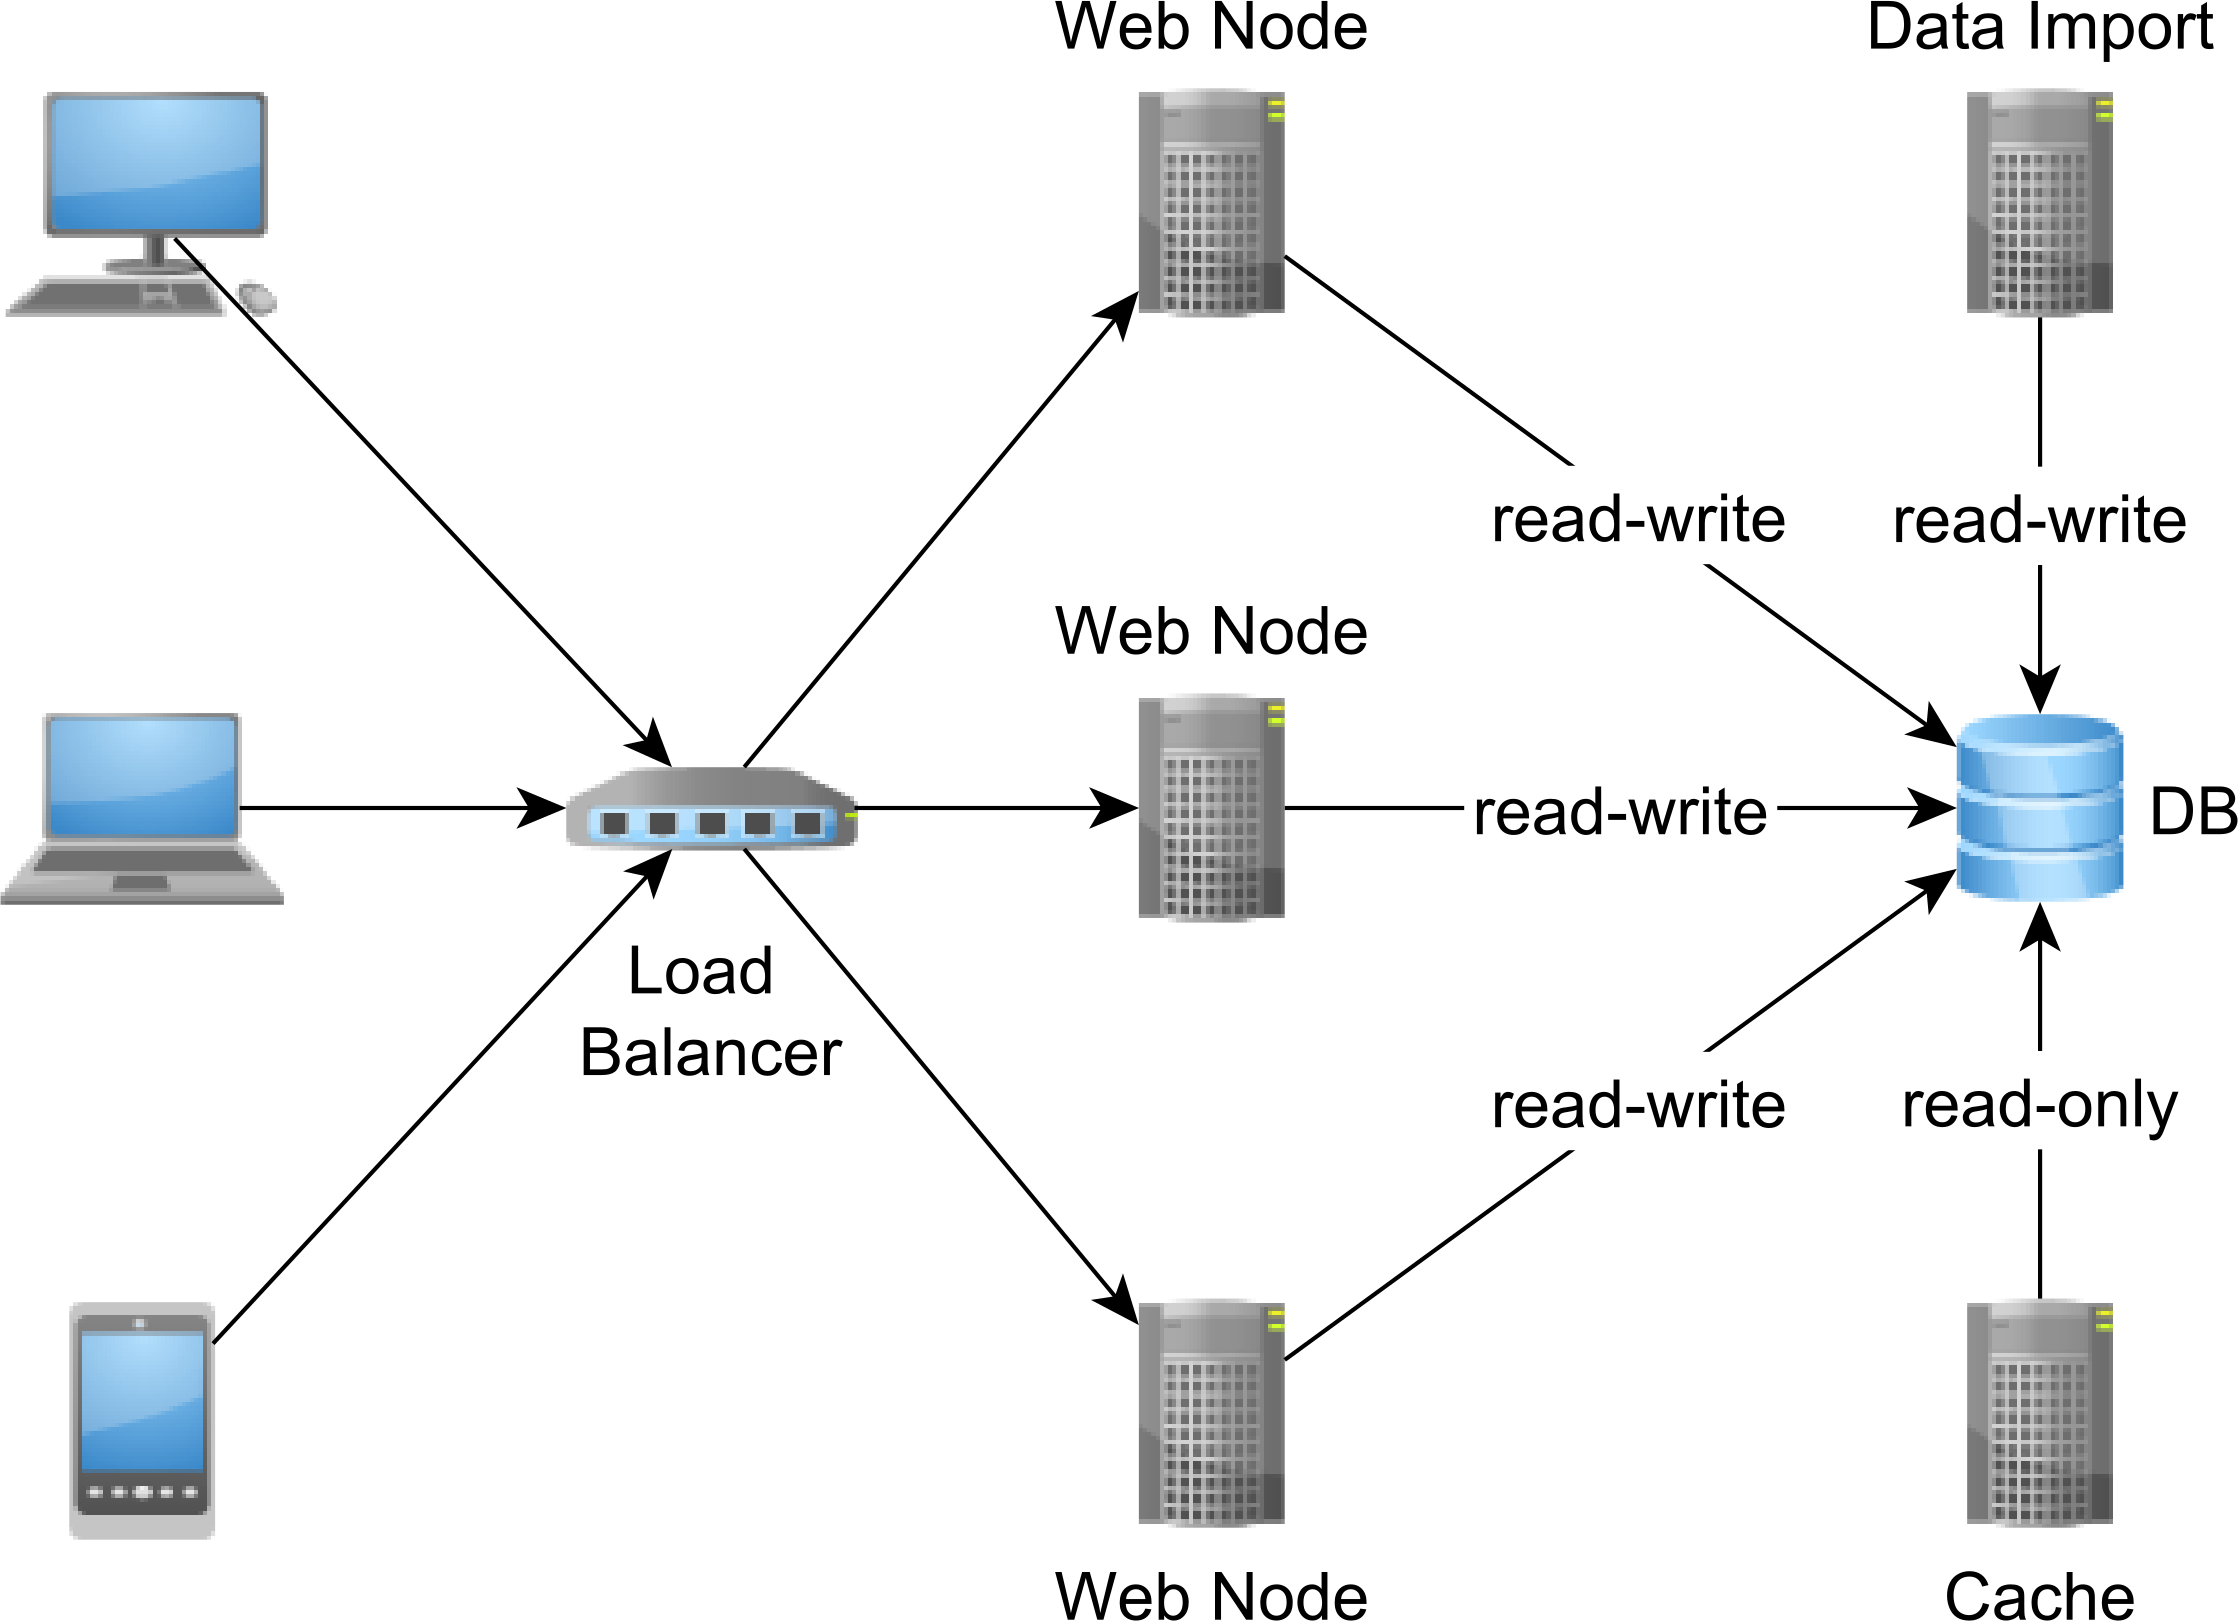 Web Node
Data Import
read-write
read-write
Web Node
read-write
DB
Load
Balancer
read-write
read-only
Web Node
Cache